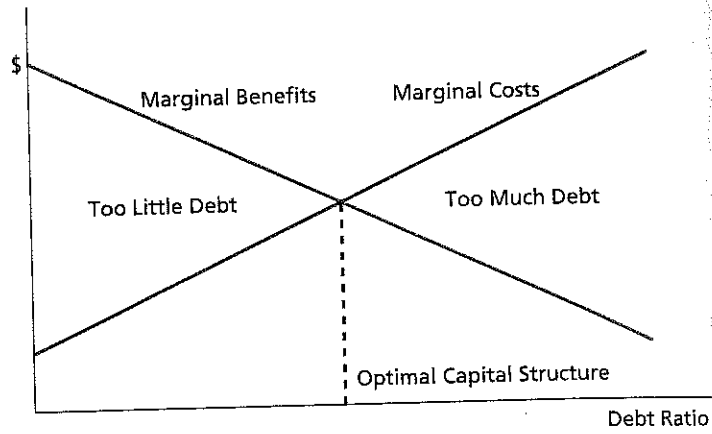 $
Marginal Benefits
Marginal Costs
Too Little Debt
Too Much Debt
Optimal Capital Structure
Debt Ratio